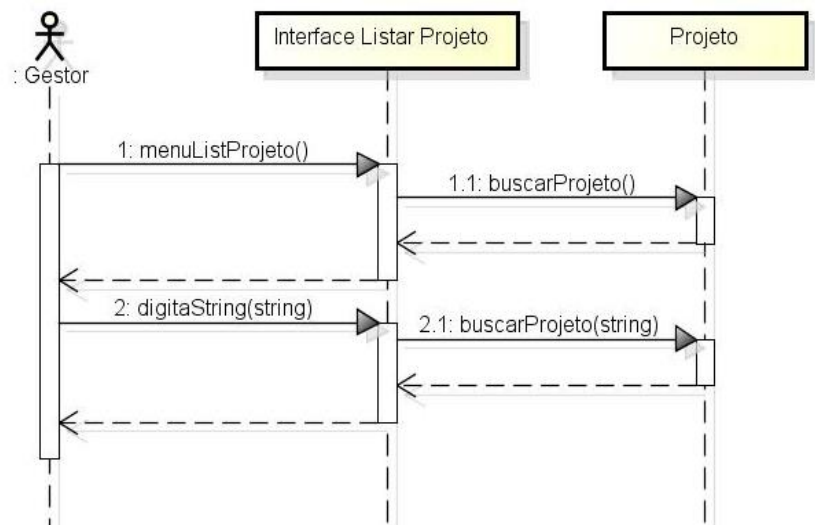 Interface Listar Projeto
Projeto
: Gestor
1: menuListProjeto()
1.1: buscarProjeto()
2: digitaString(string)
2.1: buscarProjeto(string)